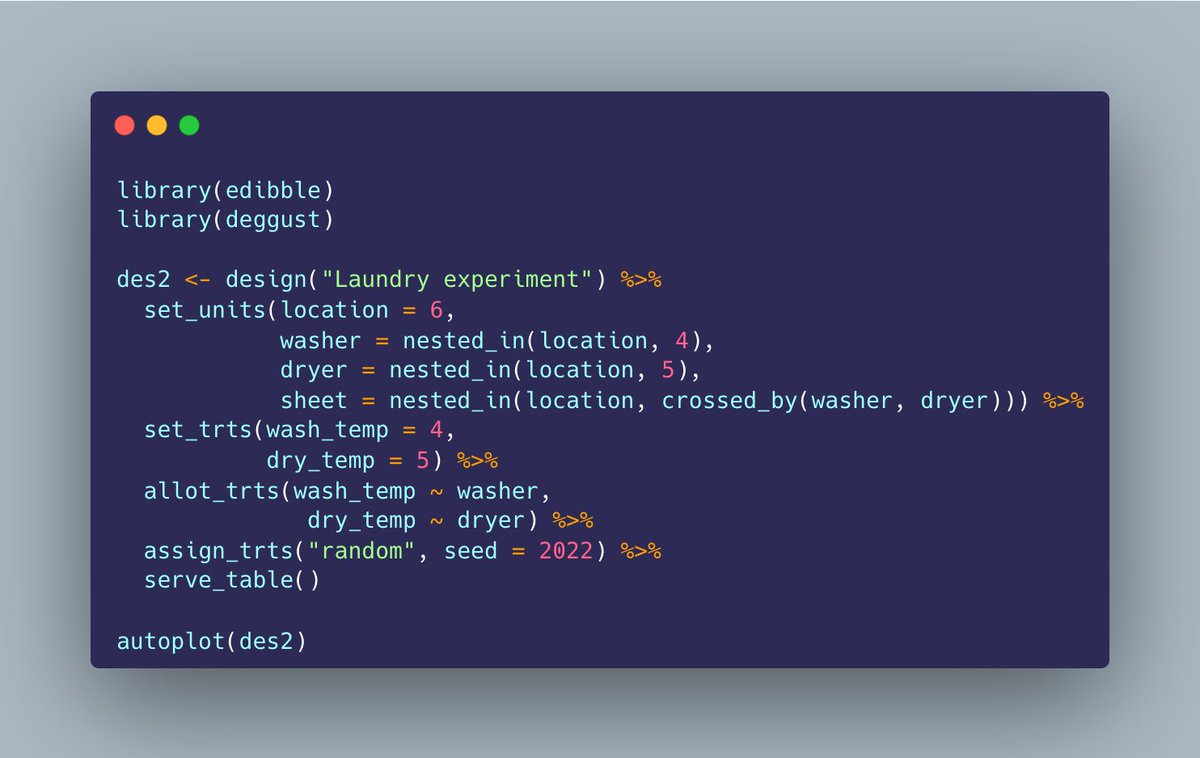 library(edibble)
library(deggust)

des2 <- design("Laundry experiment") %>%
  set_units(location = 6,
            washer = nested_in(location, 4),
            dryer = nested_in(location, 5),
            sheet = nested_in(location, crossed_by(washer, dryer))) %>%
  set_trts(wash_temp = 4,
           dry_temp = 5) %>%
  allot_trts(wash_temp ~ washer,
              dry_temp ~ dryer) %>%
  assign_trts("random", seed = 2022) %>%
  serve_table()

autoplot(des2)